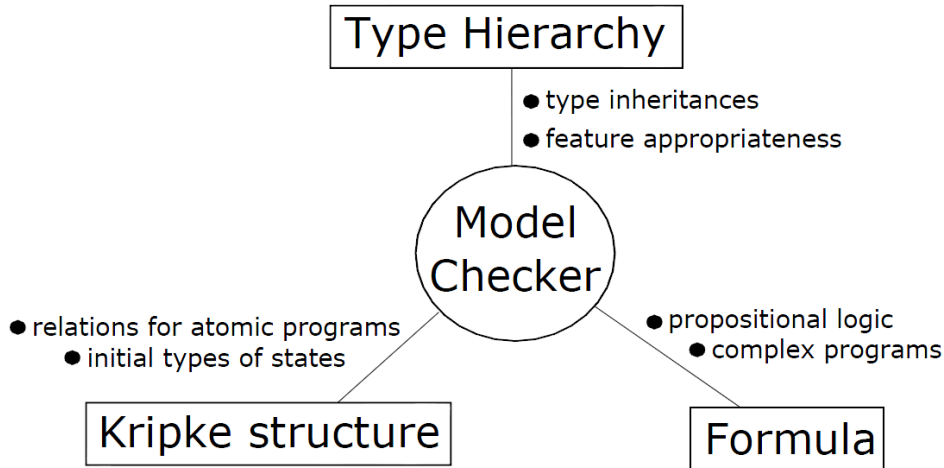 Type Hierarchy
● type inheritances
● feature appropriateness
Model
Checker
● relations for atomic programs
● initial types of states
● propositional logic
● complex programs
Kripke structure
Formula